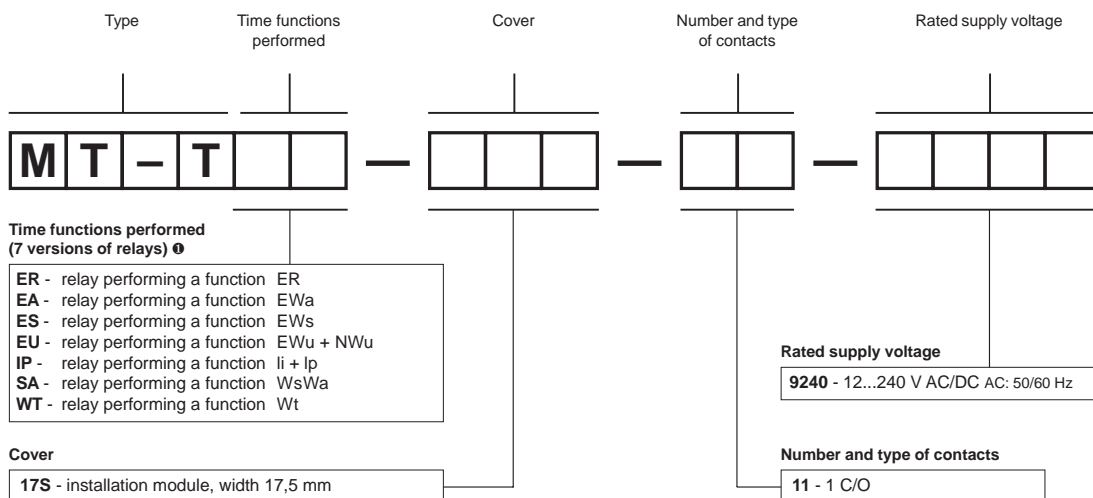 Type Time functions performed Cover Number and type of contacts Rated supply voltage
M T – T — — —
Time functions performed
(7 versions of relays) ❶
ER - relay performing a function ER
EA - relay performing a function EWa
ES - relay performing a function EWs
EU - relay performing a function EWu + NWu
IP - relay performing a function Ii + Ip
SA - relay performing a function WsWa
WT - relay performing a function Wt
Rated supply voltage
9240 - 12...240 V AC/DC AC: 50/60 Hz
Cover
17S - installation module, width 17,5 mm
Number and type of contacts
11 - 1 C/O